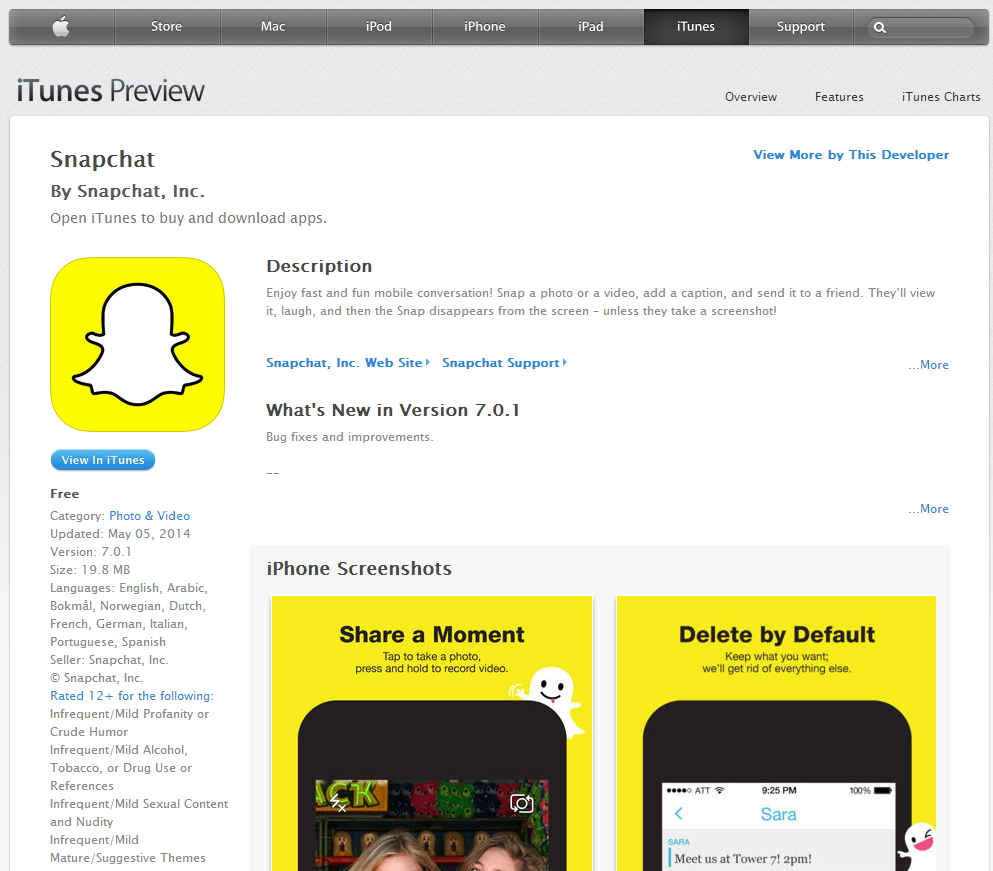 Store
Mac
iPod
iPhone
iPad
iTunes
Support
iTunes Preview
Overview
Features
iTunes Charts
Snapchat
View More by This Developer
By Snapchat, Inc.
Open iTunes to buy and download apps.
Description
Enjoy fast and fun mobile conversation! Snap a photo or a video, add a caption, and send it to a friend. They'll view
it, laugh, and then the Snap disappears from the screen – unless they take a screenshot!
Snapchat, Inc. Web Site
Snapchat Support
...More
What's New in Version 7.0.1
Bug fixes and improvements.
--
...More
View In iTunes
Free
Category: Photo & Video
Updated: May 05, 2014
Version: 7.0.1
Size: 19.8 MB
Languages: English, Arabic,
Bokmål, Norwegian, Dutch,
French, German, Italian,
Portuguese, Spanish
Seller: Snapchat, Inc.
© Snapchat, Inc.
Rated 12+ for the following:
Infrequent/Mild Profanity or
Crude Humor
Infrequent/Mild Alcohol,
Tobacco, or Drug Use or
References
Infrequent/Mild Sexual Content
and Nudity
Infrequent/Mild
Mature/Suggestive Themes
iPhone Screenshots
Share a Moment
Tap to take a photo,
press and hold to record video.
Delete by Default
Keep what you want;
we'll get rid of everything else.
ATT
9:25 PM
100%
Sara
SARA
Meet us at Tower 7! 2pm!